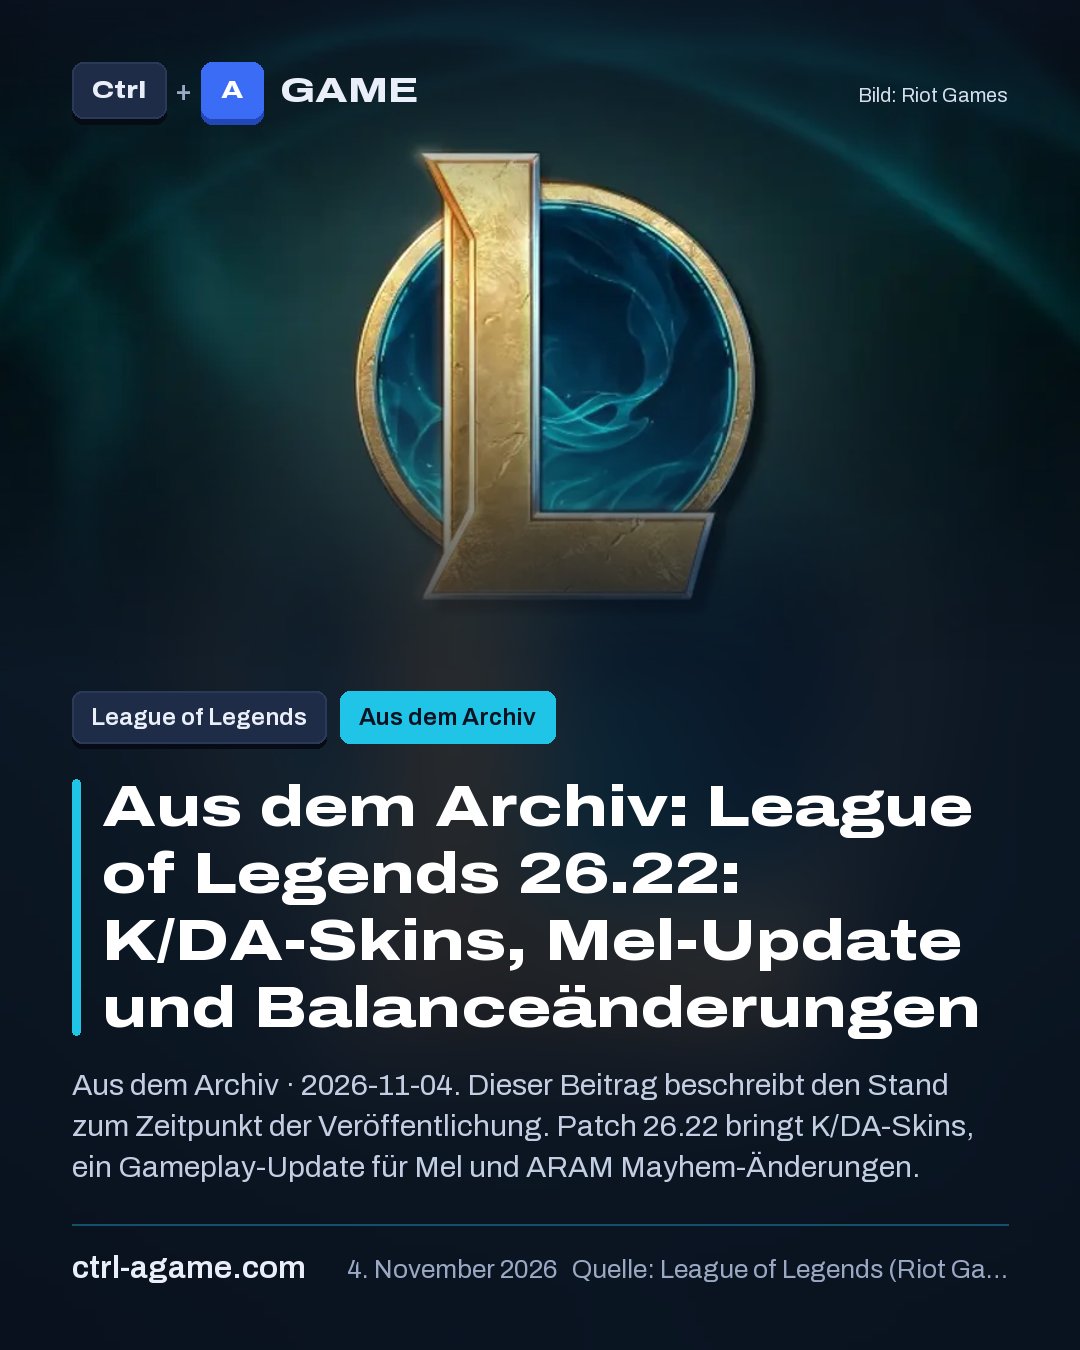 Ctrl + A GAME
Bild: Riot Games
League of Legends
Aus dem Archiv
Aus dem Archiv: League
of Legends 26.22:
K/DA-Skins, Mel-Update
und Balanceänderungen
Aus dem Archiv · 2026-11-04. Dieser Beitrag beschreibt den Stand
zum Zeitpunkt der Veröffentlichung. Patch 26.22 bringt K/DA-Skins,
ein Gameplay-Update für Mel und ARAM Mayhem-Änderungen.
ctrl-agame.com
4. November 2026 Quelle: League of Legends (Riot Ga...